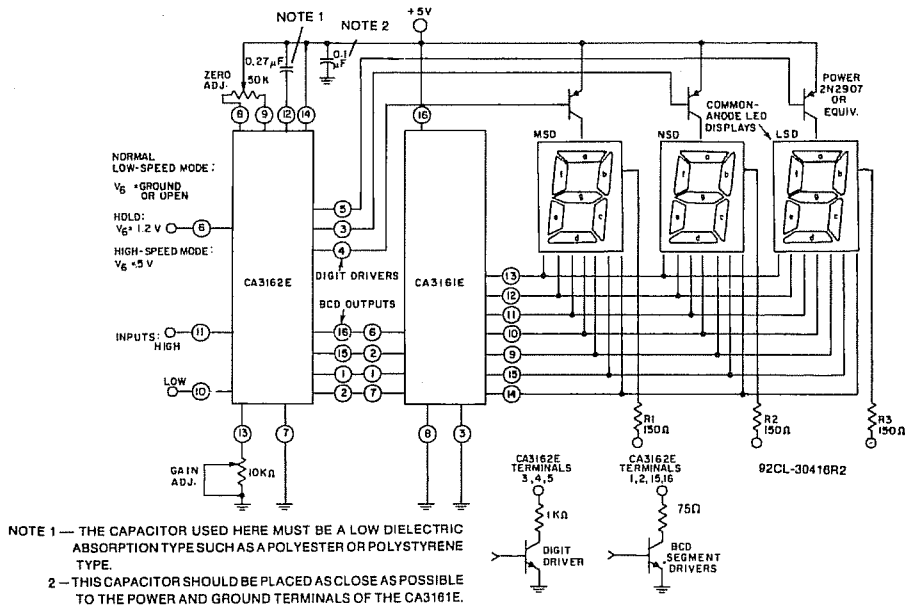 NOTE 1
NOTE 2
+5V
0.27µF
0.1
µF
ZERO
ADJ.
50K
8
9
12
14
16
POWER
2N2907
OR
EQUIV.
COMMON-
ANODE LED
DISPLAYS
MSD
NSD
LSD
a
f
b
g
e
c
d
a
f
b
g
e
c
d
a
f
b
g
e
c
d
NORMAL
LOW-SPEED MODE:
V6 = GROUND
OR OPEN
HOLD:
V6 = 1.2 V
6
HIGH-SPEED MODE:
V6 = 5 V
5
3
4
DIGIT DRIVERS
CA3162E
CA3161E
BCD OUTPUTS
INPUTS:
HIGH
11
LOW
10
16
6
15
2
1
1
2
7
13
12
11
10
9
15
14
13
7
8
3
GAIN
ADJ.
10KΩ
R1
150Ω
R2
150Ω
R3
150Ω
92CL-30416R2
CA3162E
TERMINALS
3,4,5
1KΩ
DIGIT
DRIVER
CA3162E
TERMINALS
1,2,15,16
75Ω
BCD
SEGMENT
DRIVERS
NOTE 1 — THE CAPACITOR USED HERE MUST BE A LOW DIELECTRIC
ABSORPTION TYPE SUCH AS A POLYESTER OR POLYSTYRENE
TYPE.
2 — THIS CAPACITOR SHOULD BE PLACED AS CLOSE AS POSSIBLE
TO THE POWER AND GROUND TERMINALS OF THE CA3161E.